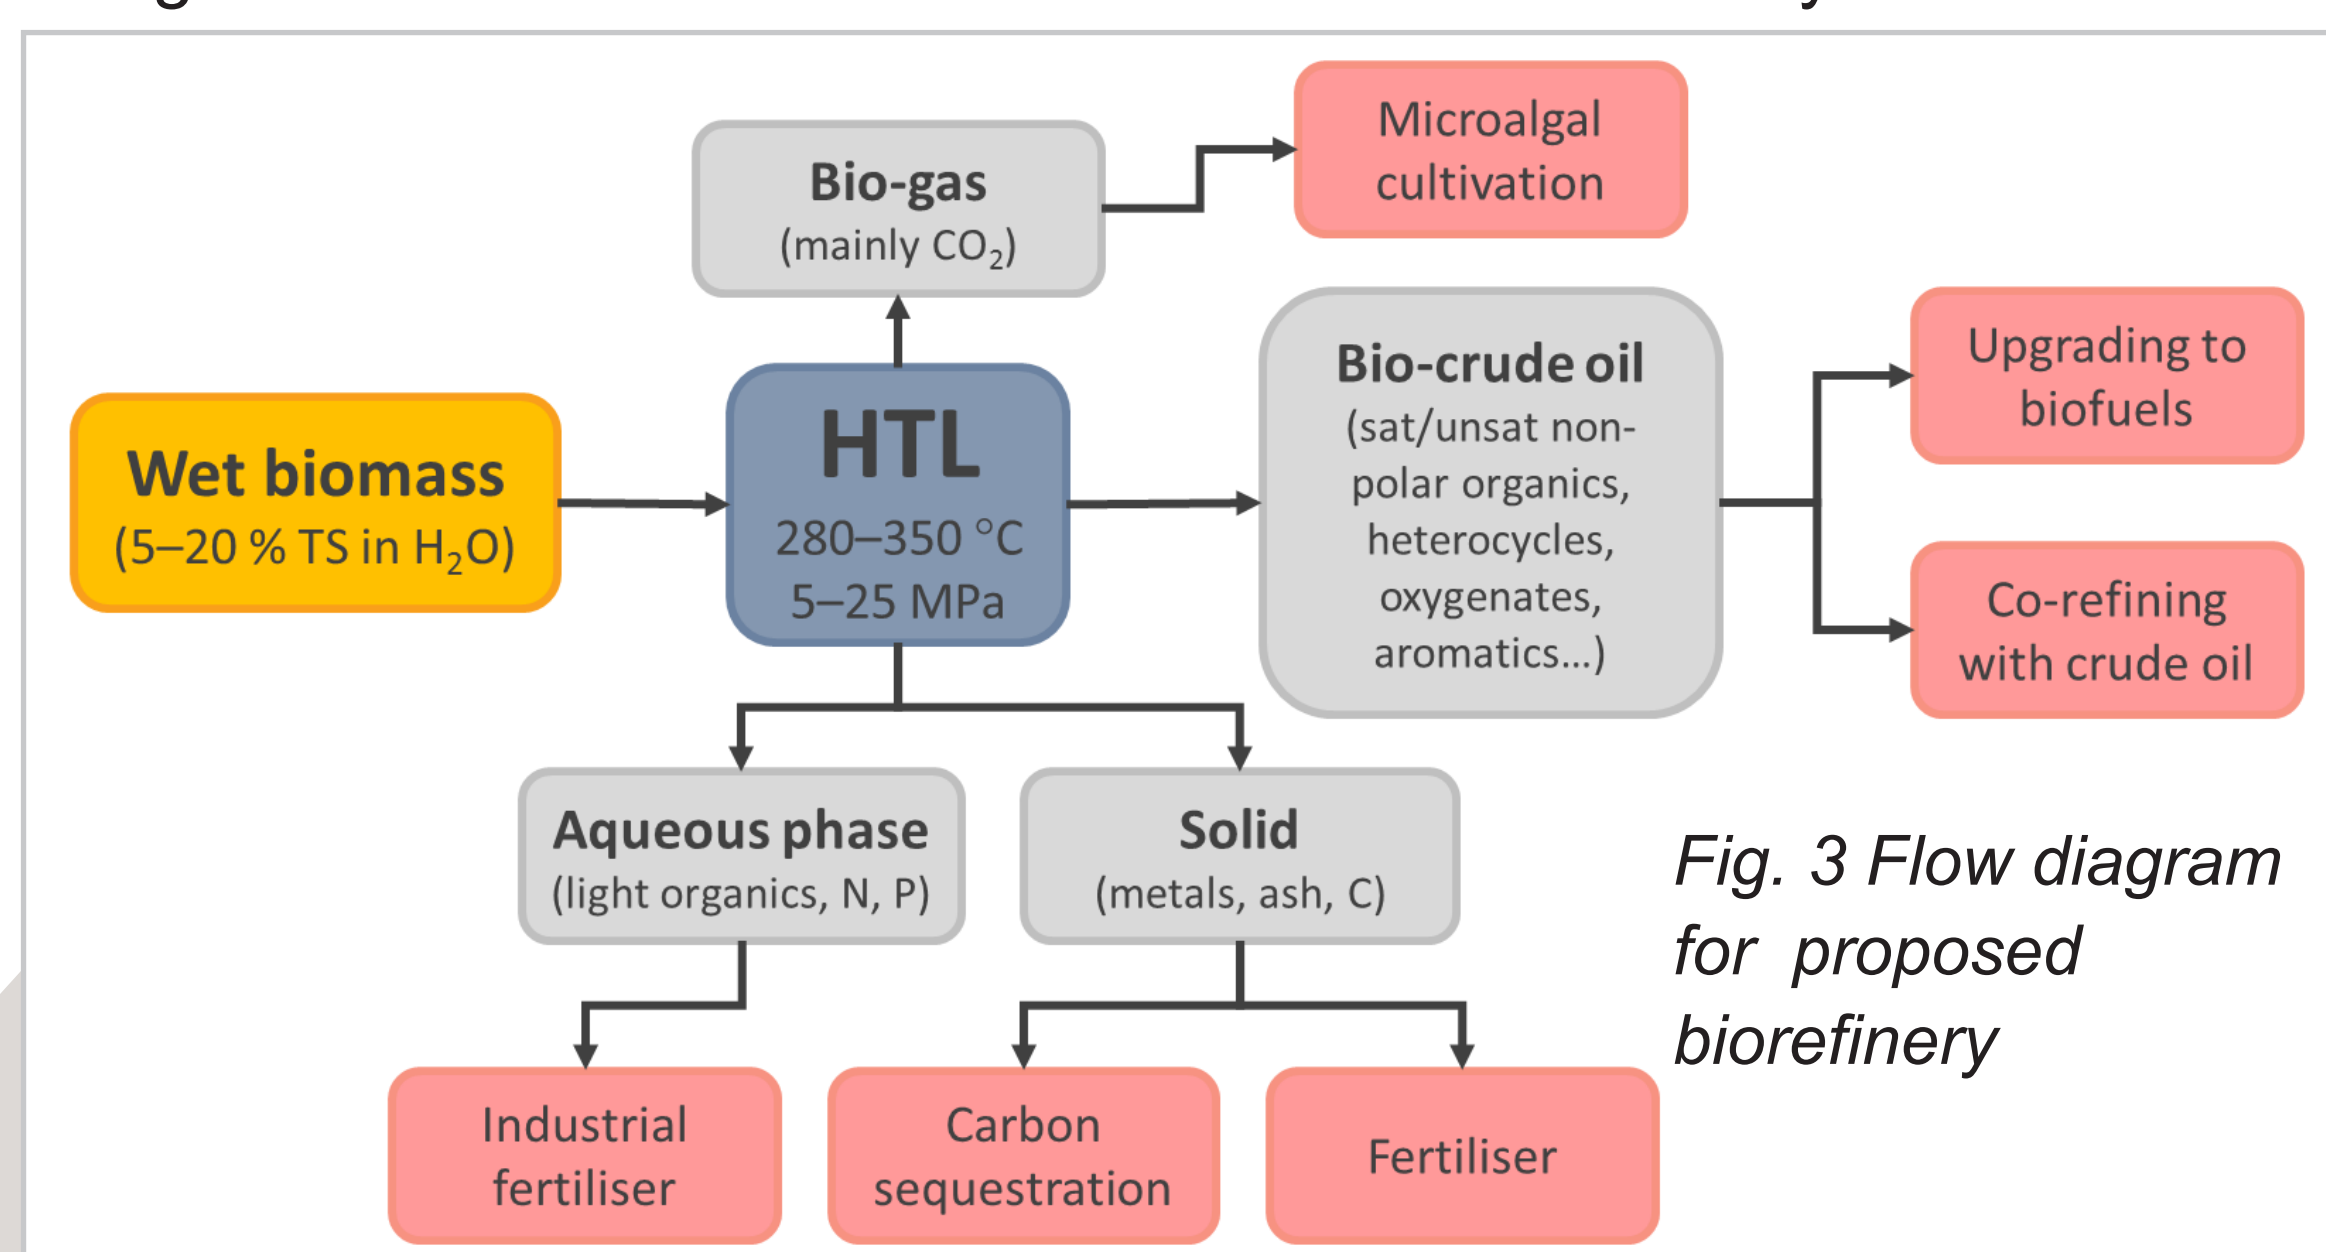 Microalgal
cultivation
Bio-gas
(mainly CO₂)
Upgrading to
biofuels
Bio-crude oil
(sat/unsat non-
polar organics,
heterocycles,
oxygenates,
aromatics...)
HTL
280–350 °C
5–25 MPa
Wet biomass
(5–20 % TS in H₂O)
Co-refining
with crude oil
Aqueous phase
(light organics, N, P)
Solid
(metals, ash, C)
Fig. 3 Flow diagram
for proposed
biorefinery
Industrial
fertiliser
Carbon
sequestration
Fertiliser